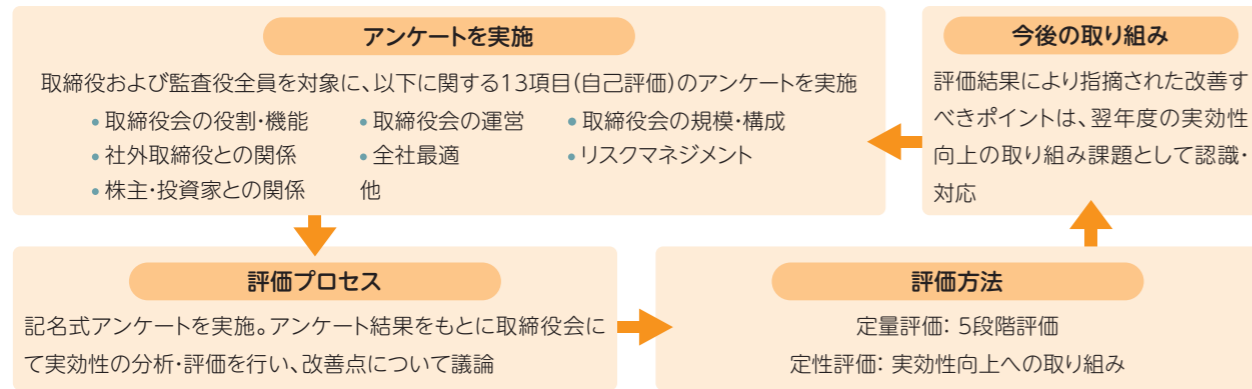 アンケートを実施
取締役および監査役全員を対象に、以下に関する13項目(自己評価)のアンケートを実施
•取締役会の役割・機能 •取締役会の運営 •取締役会の規模・構成
•社外取締役との関係 •全社最適 •リスクマネジメント
•株主・投資家との関係 他
今後の取り組み
評価結果により指摘された改善す
べきポイントは、翌年度の実効性
向上の取り組み課題として認識・
対応
評価プロセス
記名式アンケートを実施。アンケート結果をもとに取締役会に
て実効性の分析・評価を行い、改善点について議論
評価方法
定量評価: 5段階評価
定性評価: 実効性向上への取り組み